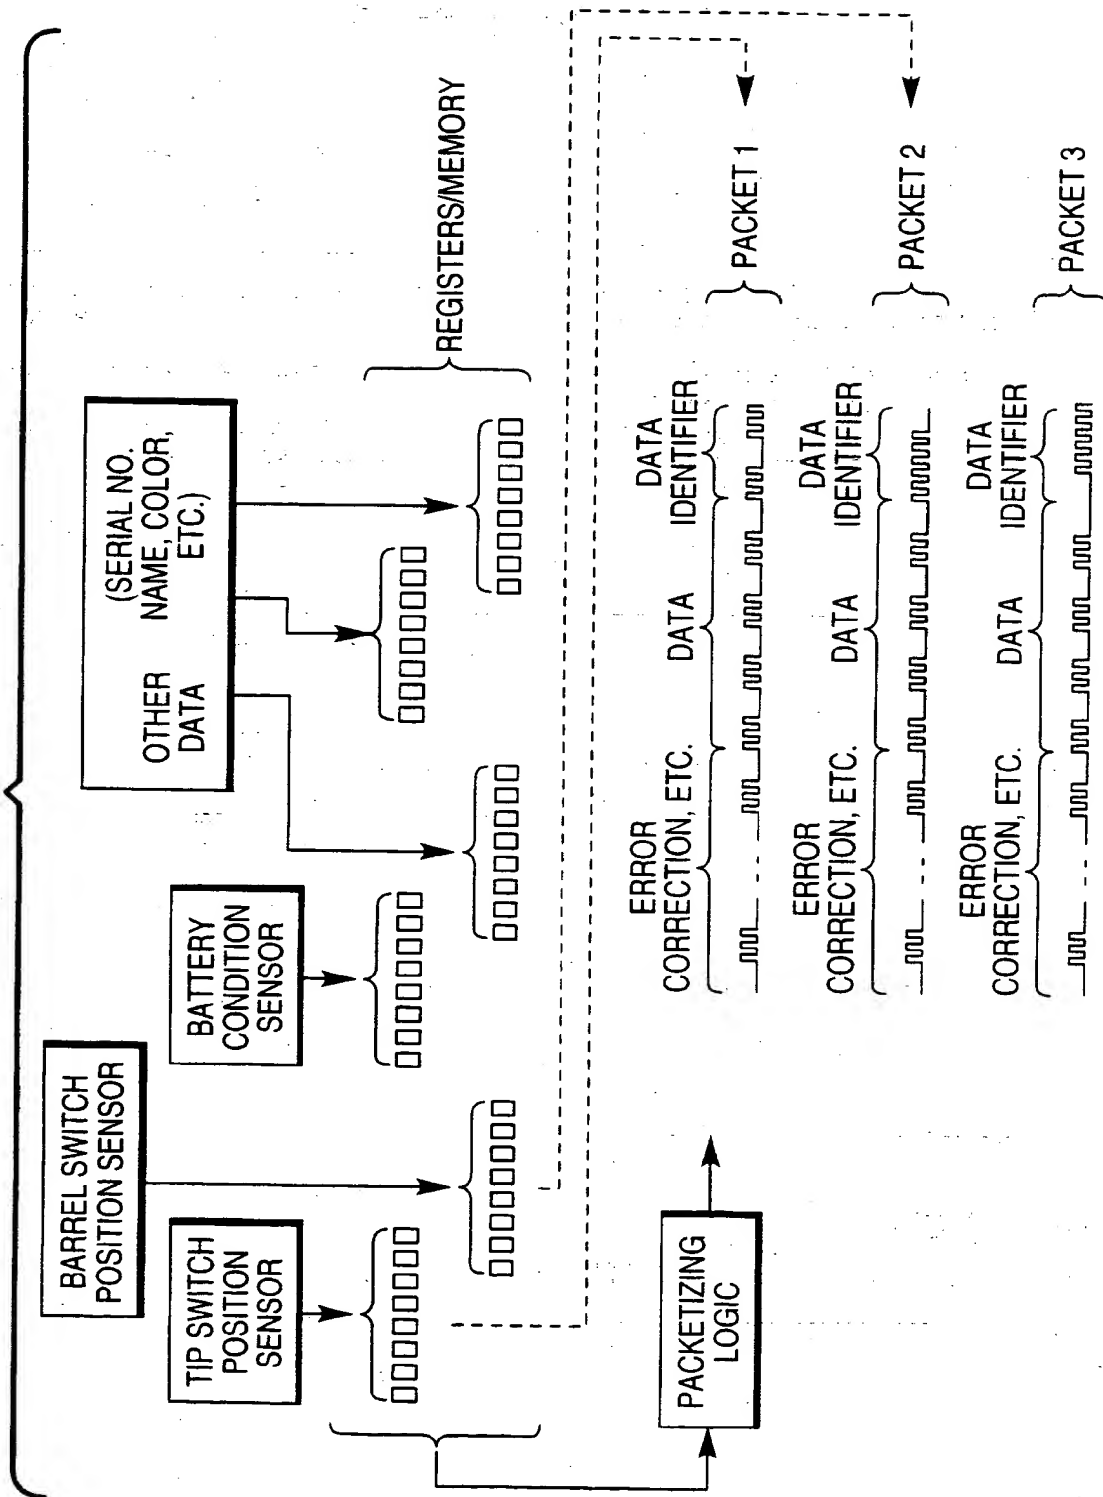 BARREL SWITCH
POSITION SENSOR
TIP SWITCH
POSITION
SENSOR
BATTERY
CONDITION
SENSOR
OTHER
DATA
(SERIAL NO.
NAME, COLOR,
ETC.)
REGISTERS/MEMORY
PACKETIZING
LOGIC
ERROR
CORRECTION, ETC.
DATA
DATA
IDENTIFIER
PACKET 1
ERROR
CORRECTION, ETC.
DATA
DATA
IDENTIFIER
PACKET 2
ERROR
CORRECTION, ETC.
DATA
DATA
IDENTIFIER
PACKET 3